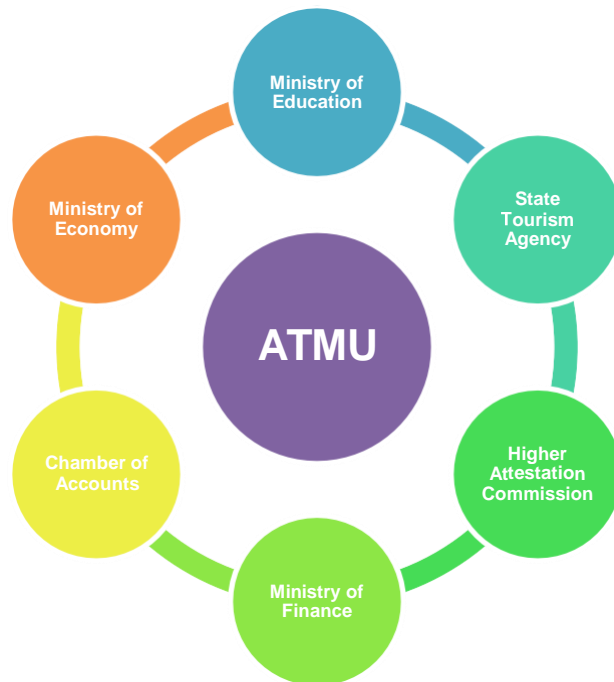 Ministry of
Education
State
Tourism
Agency
Higher
Attestation
Commission
Ministry of
Finance
Chamber of
Accounts
Ministry of
Economy
ATMU